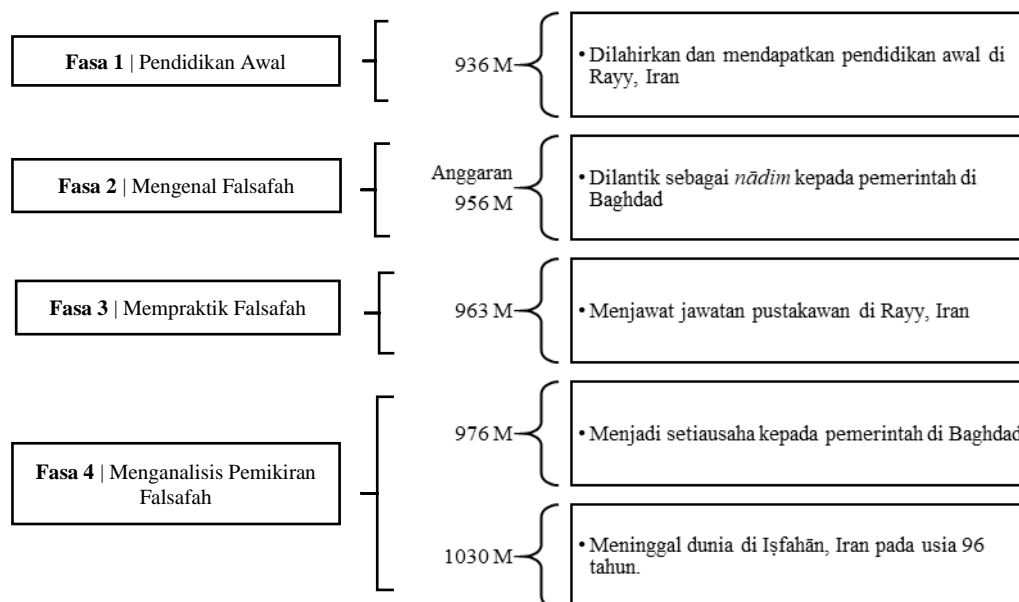 Fasa 1 | Pendidikan Awal
936 M
• Dilahirkan dan mendapatkan pendidikan awal di
Rayy, Iran
Fasa 2 | Mengenal Falsafah
Anggaran
956 M
• Dilantik sebagai nādim kepada pemerintah di
Baghdad
Fasa 3 | Mempraktik Falsafah
963 M
• Menjawat jawatan pustakawan di Rayy, Iran
Fasa 4 | Menganalisis Pemikiran
Falsafah
976 M
• Menjadi setiausaha kepada pemerintah di Baghdad
1030 M
• Meninggal dunia di Iṣfahān, Iran pada usia 96
tahun.